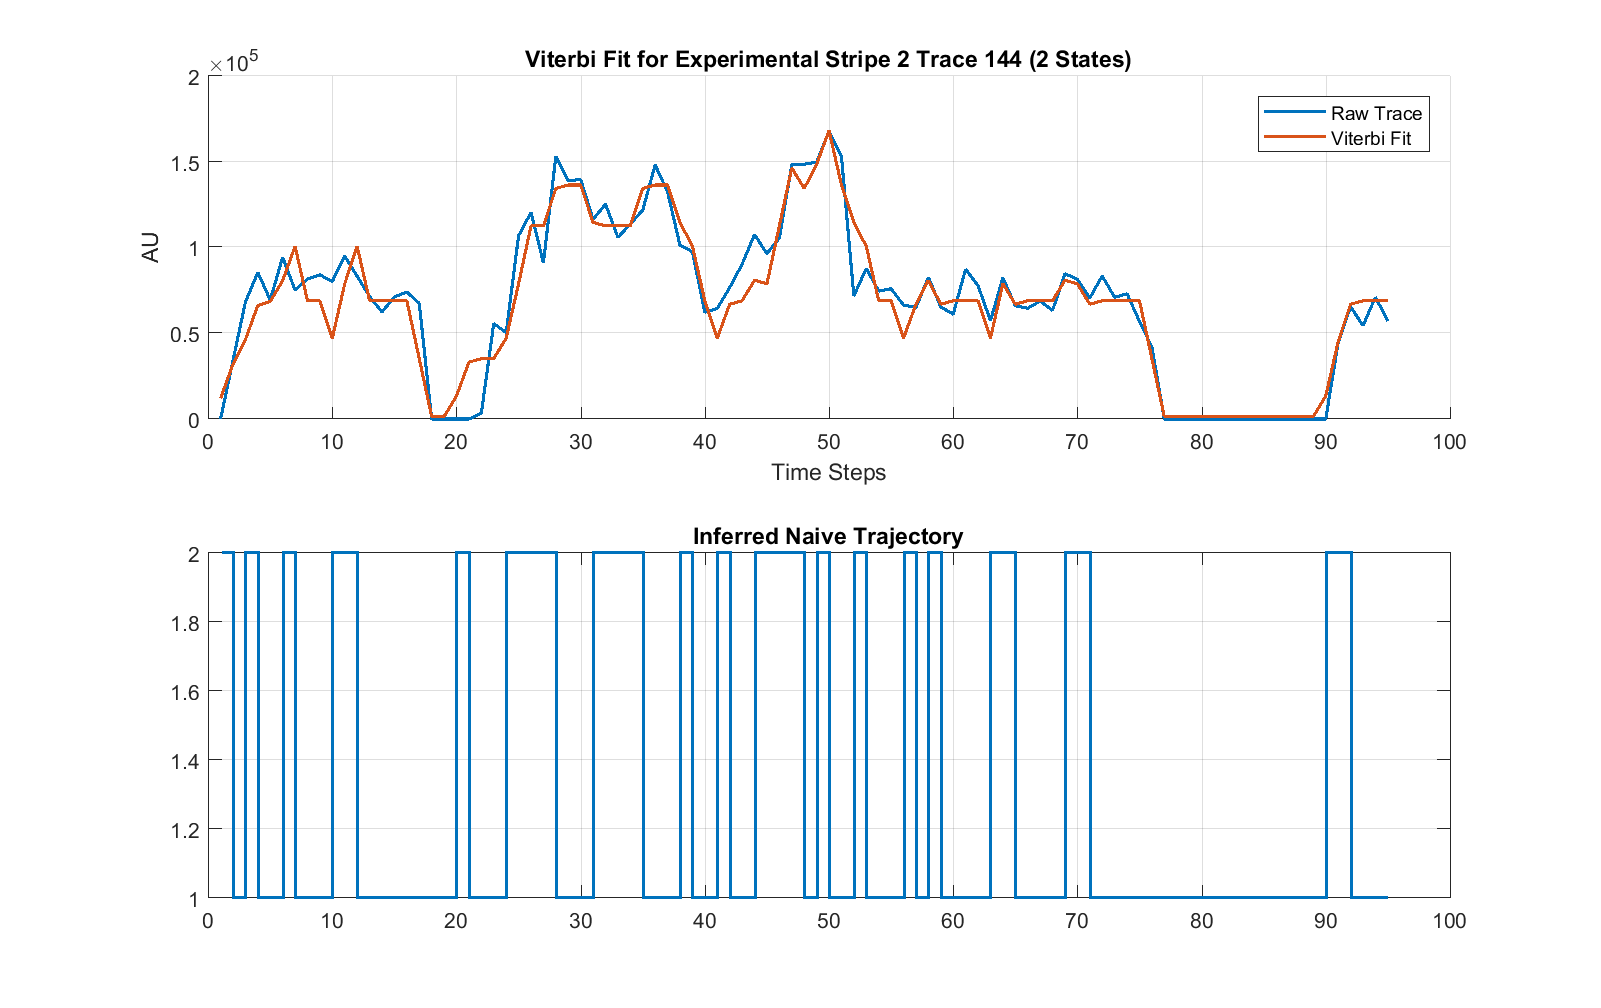 Viterbi Fit for Experimental Stripe 2 Trace 144 (2 States)
×10^5
2
1.5
1
0.5
0
AU
Raw Trace
Viterbi Fit
0 10 20 30 40 50 60 70 80 90 100
Time Steps
Inferred Naive Trajectory
2
1.8
1.6
1.4
1.2
1
0 10 20 30 40 50 60 70 80 90 100